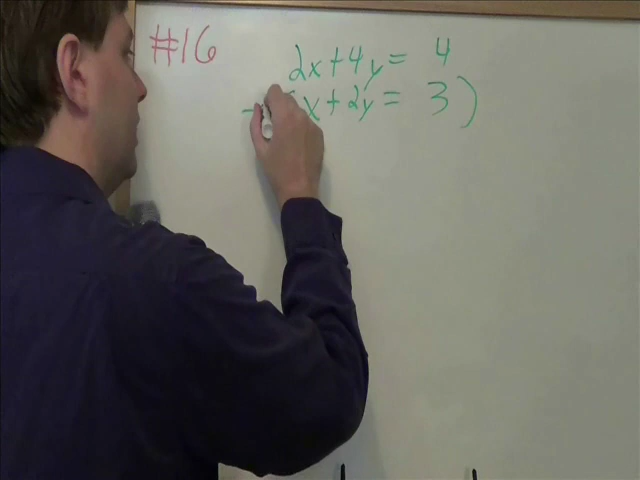 #16
2x+4y= 4
x+2y= 3)